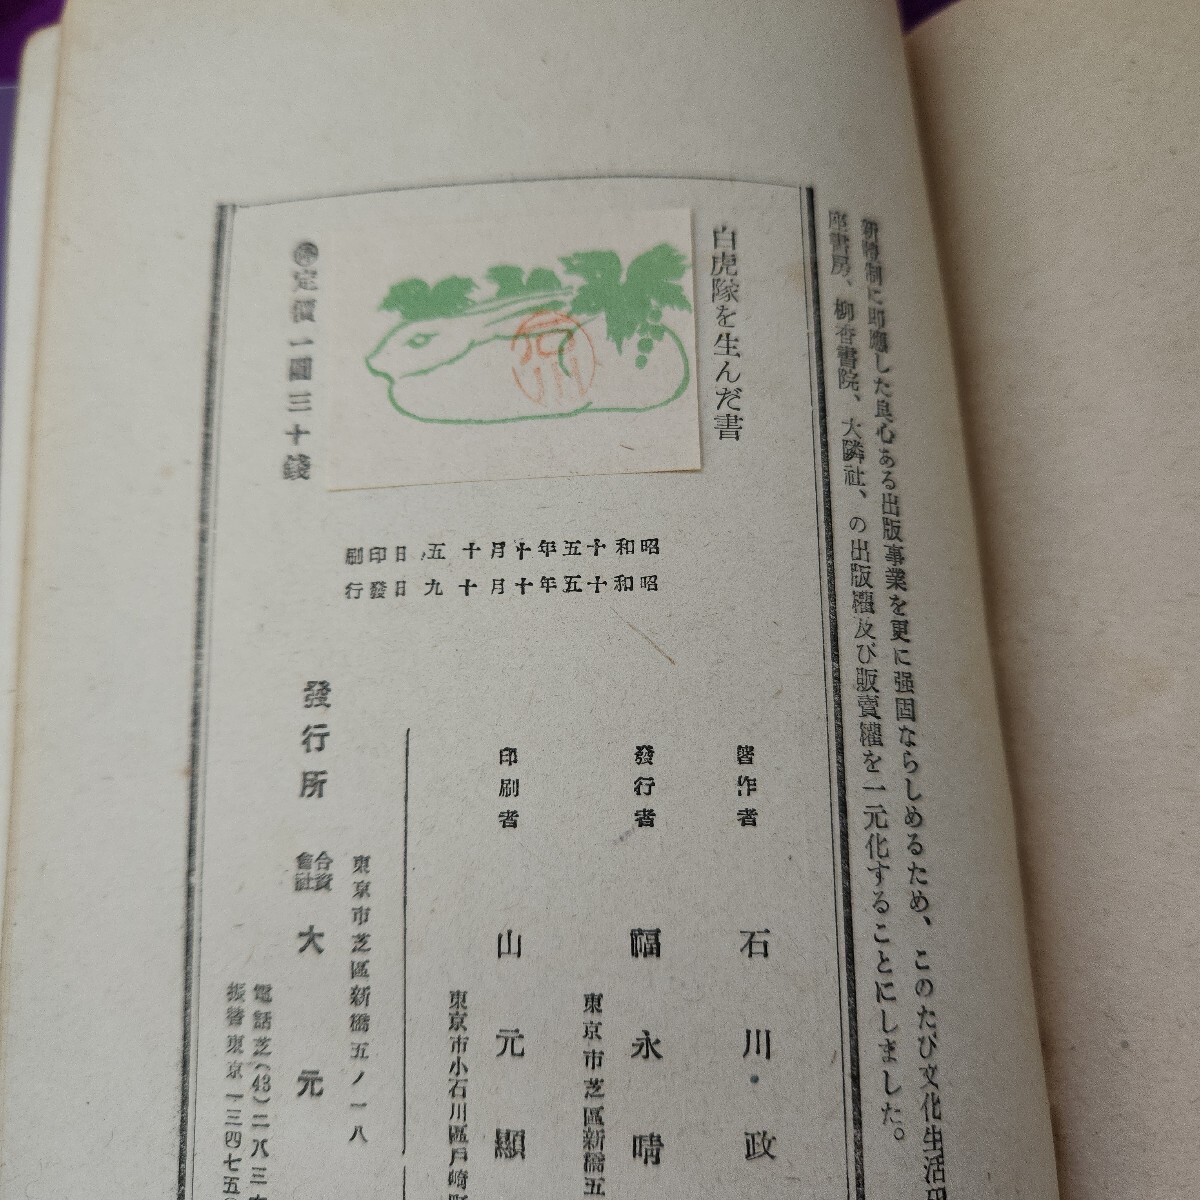 新體制に即應した良心ある出版事業を更に强固ならしめるため、このたび文化生活研
座書房、柳香書院、大隣社、の出版權及び販賣權を一元化することにしました。
白虎隊を生んだ書
石川
停定價一圓三十錢
昭和十五年十月十五日印刷
昭和十五年十月十九日發行
著作者 石川政
發行者 福永晴
東京市芝區新橋五
印刷者 山元顯
東京市小石川區戸崎町
東京市芝區新橋五ノ一八
發行所 合資會社 大元
電話芝(43)二八三
振替東京一三四七五